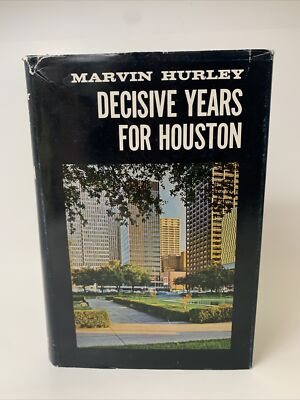 MARVIN HURLEY
DECISIVE YEARS
FOR HOUSTON